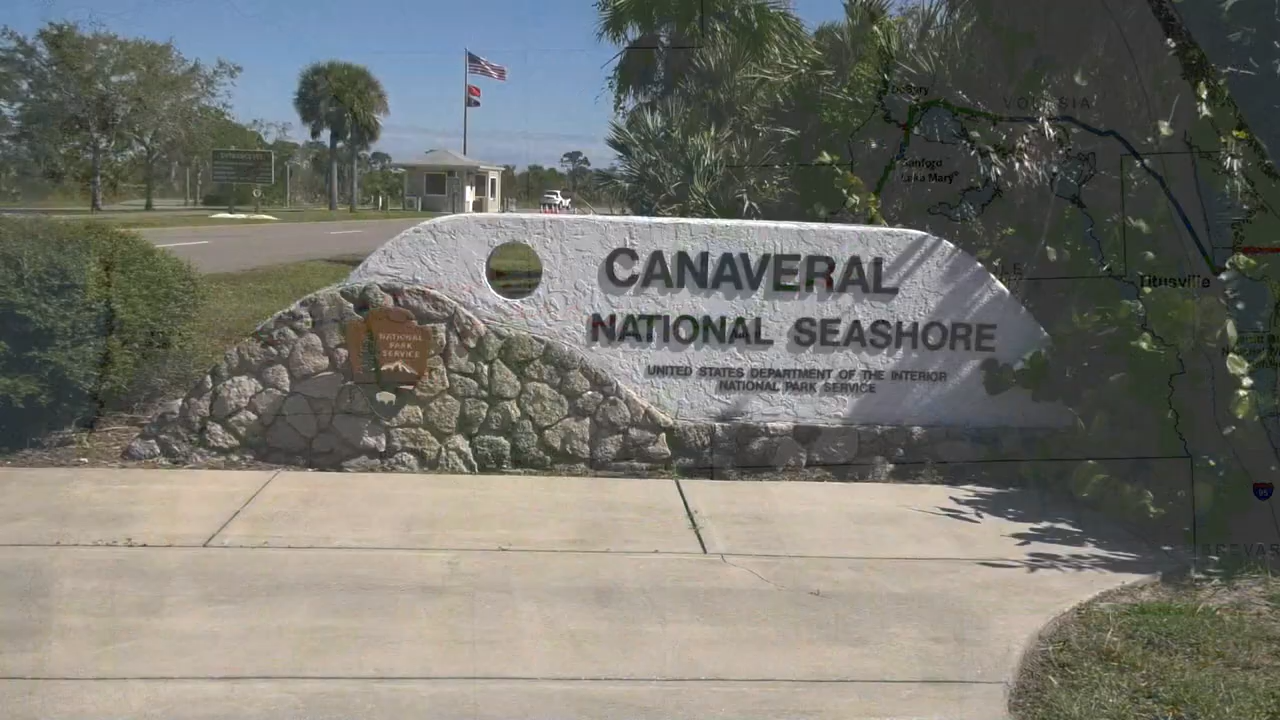 CANAVERAL
NATIONAL SEASHORE
UNITED STATES DEPARTMENT OF THE INTERIOR
NATIONAL PARK SERVICE
NATIONAL
PARK
SERVICE
DeBary
VOLUSIA
Sanford
Lake Mary
Titusville
95